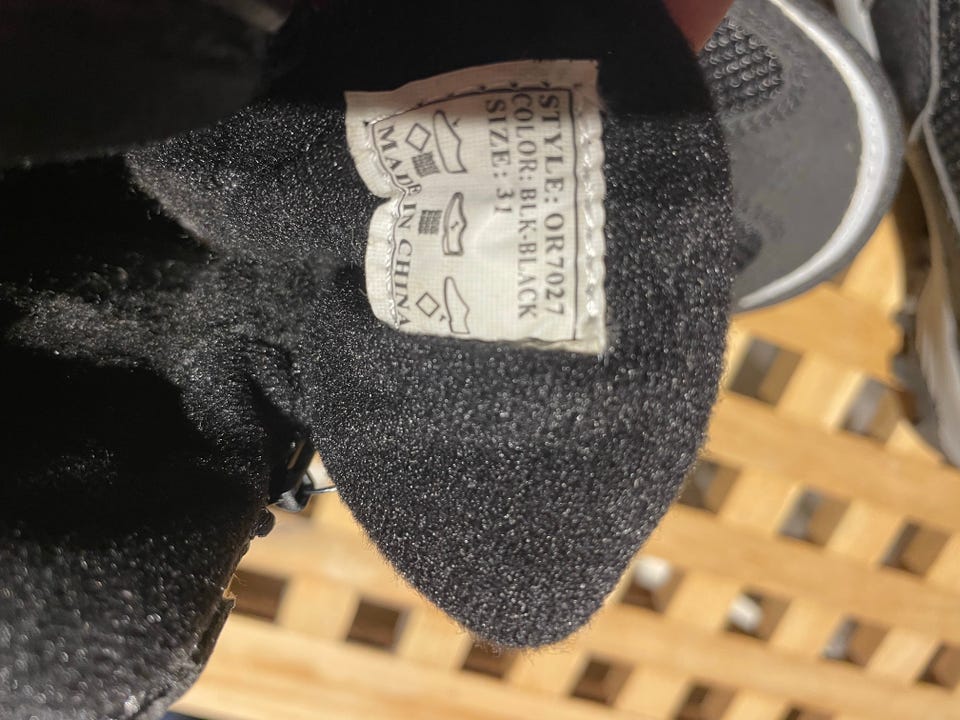 STYLE: OR7027
COLOR: BLK-BLACK
SIZE: 31
MADE IN CHINA